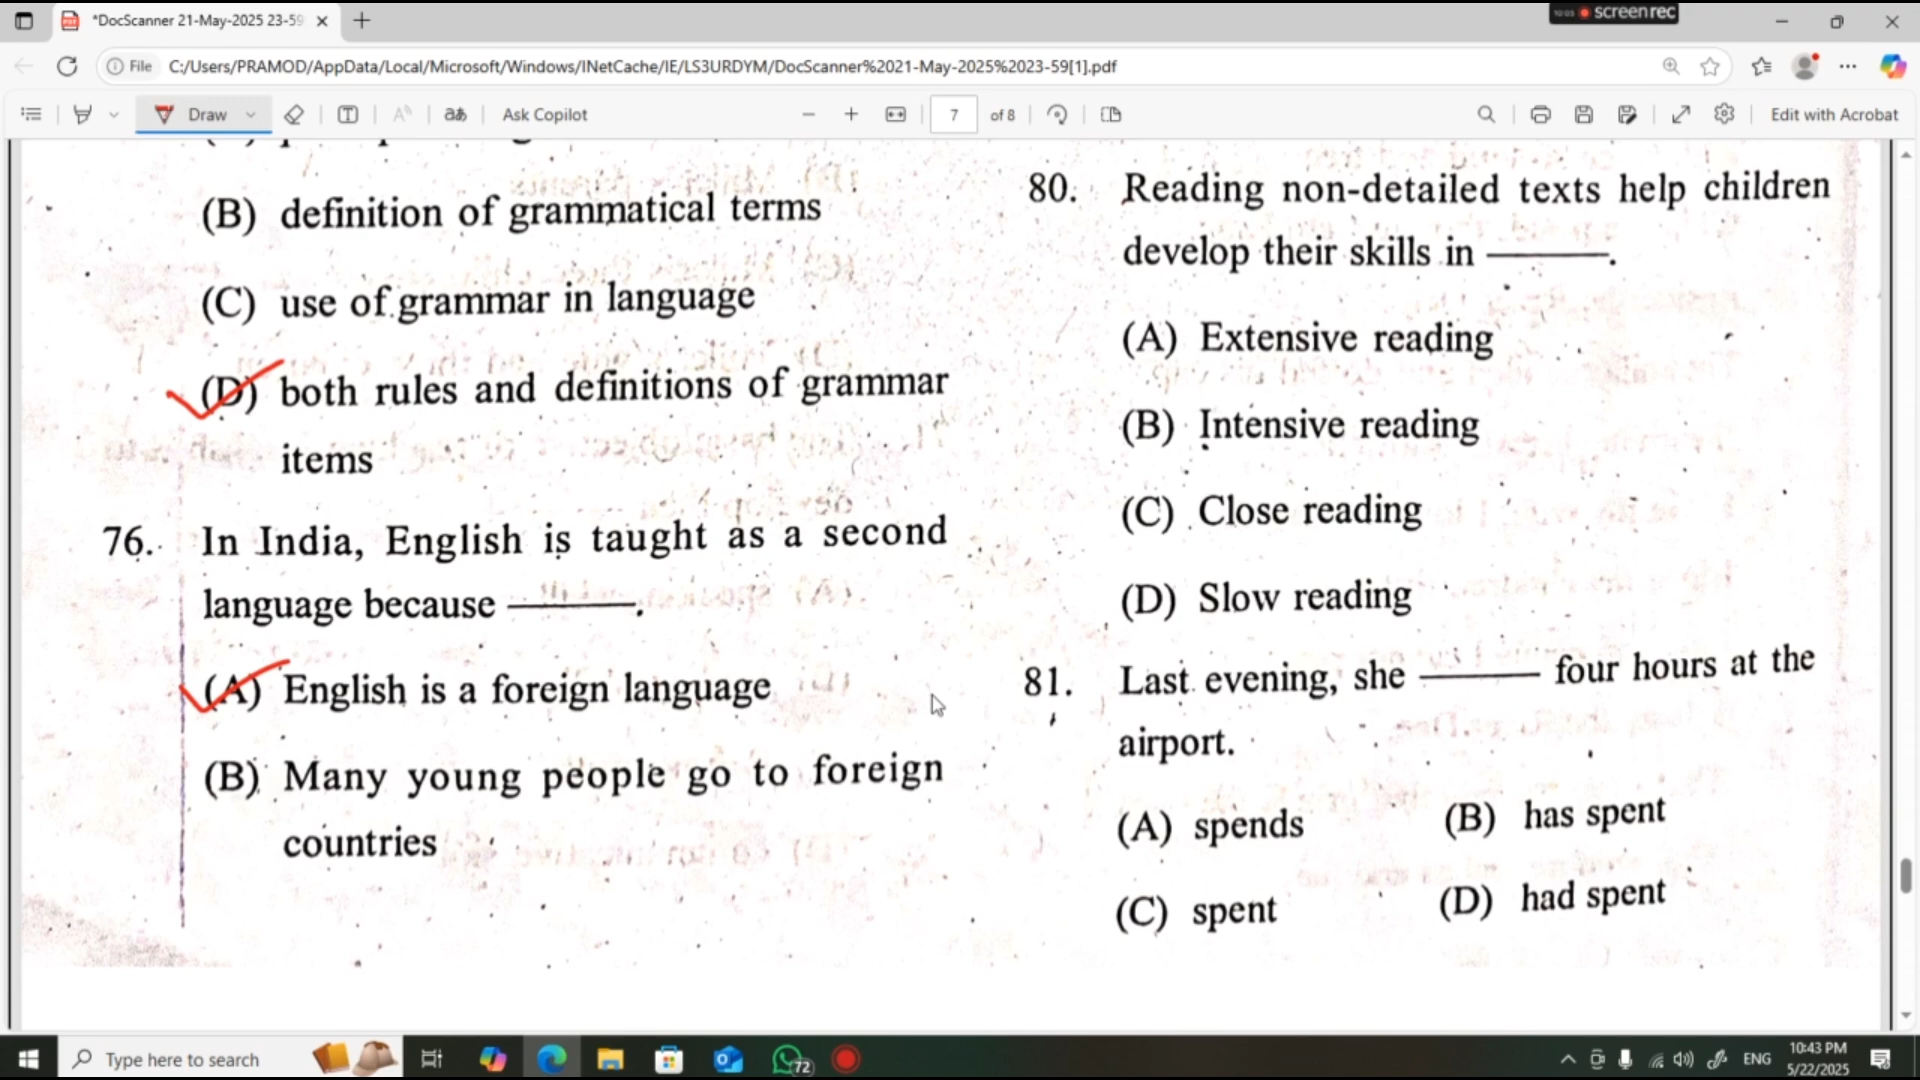 *DocScanner 21-May-2025 23-59
10:03 screenrec
File C:/Users/PRAMOD/AppData/Local/Microsoft/Windows/INetCache/IE/LS3URDYM/DocScanner%2021-May-2025%2023-59[1].pdf
Draw T aあ Ask Copilot 7 of 8 Edit with Acrobat
(B) definition of grammatical terms
(C) use of grammar in language
(D) both rules and definitions of grammar
items
76. In India, English is taught as a second
language because ———.
(A) English is a foreign language
(B) Many young people go to foreign
countries
80. Reading non-detailed texts help children
develop their skills in ———.
(A) Extensive reading
(B) Intensive reading
(C) Close reading
(D) Slow reading
81. Last evening, she ——— four hours at the
airport.
(A) spends (B) has spent
(C) spent (D) had spent
Type here to search
72
ENG
10:43 PM
5/22/2025